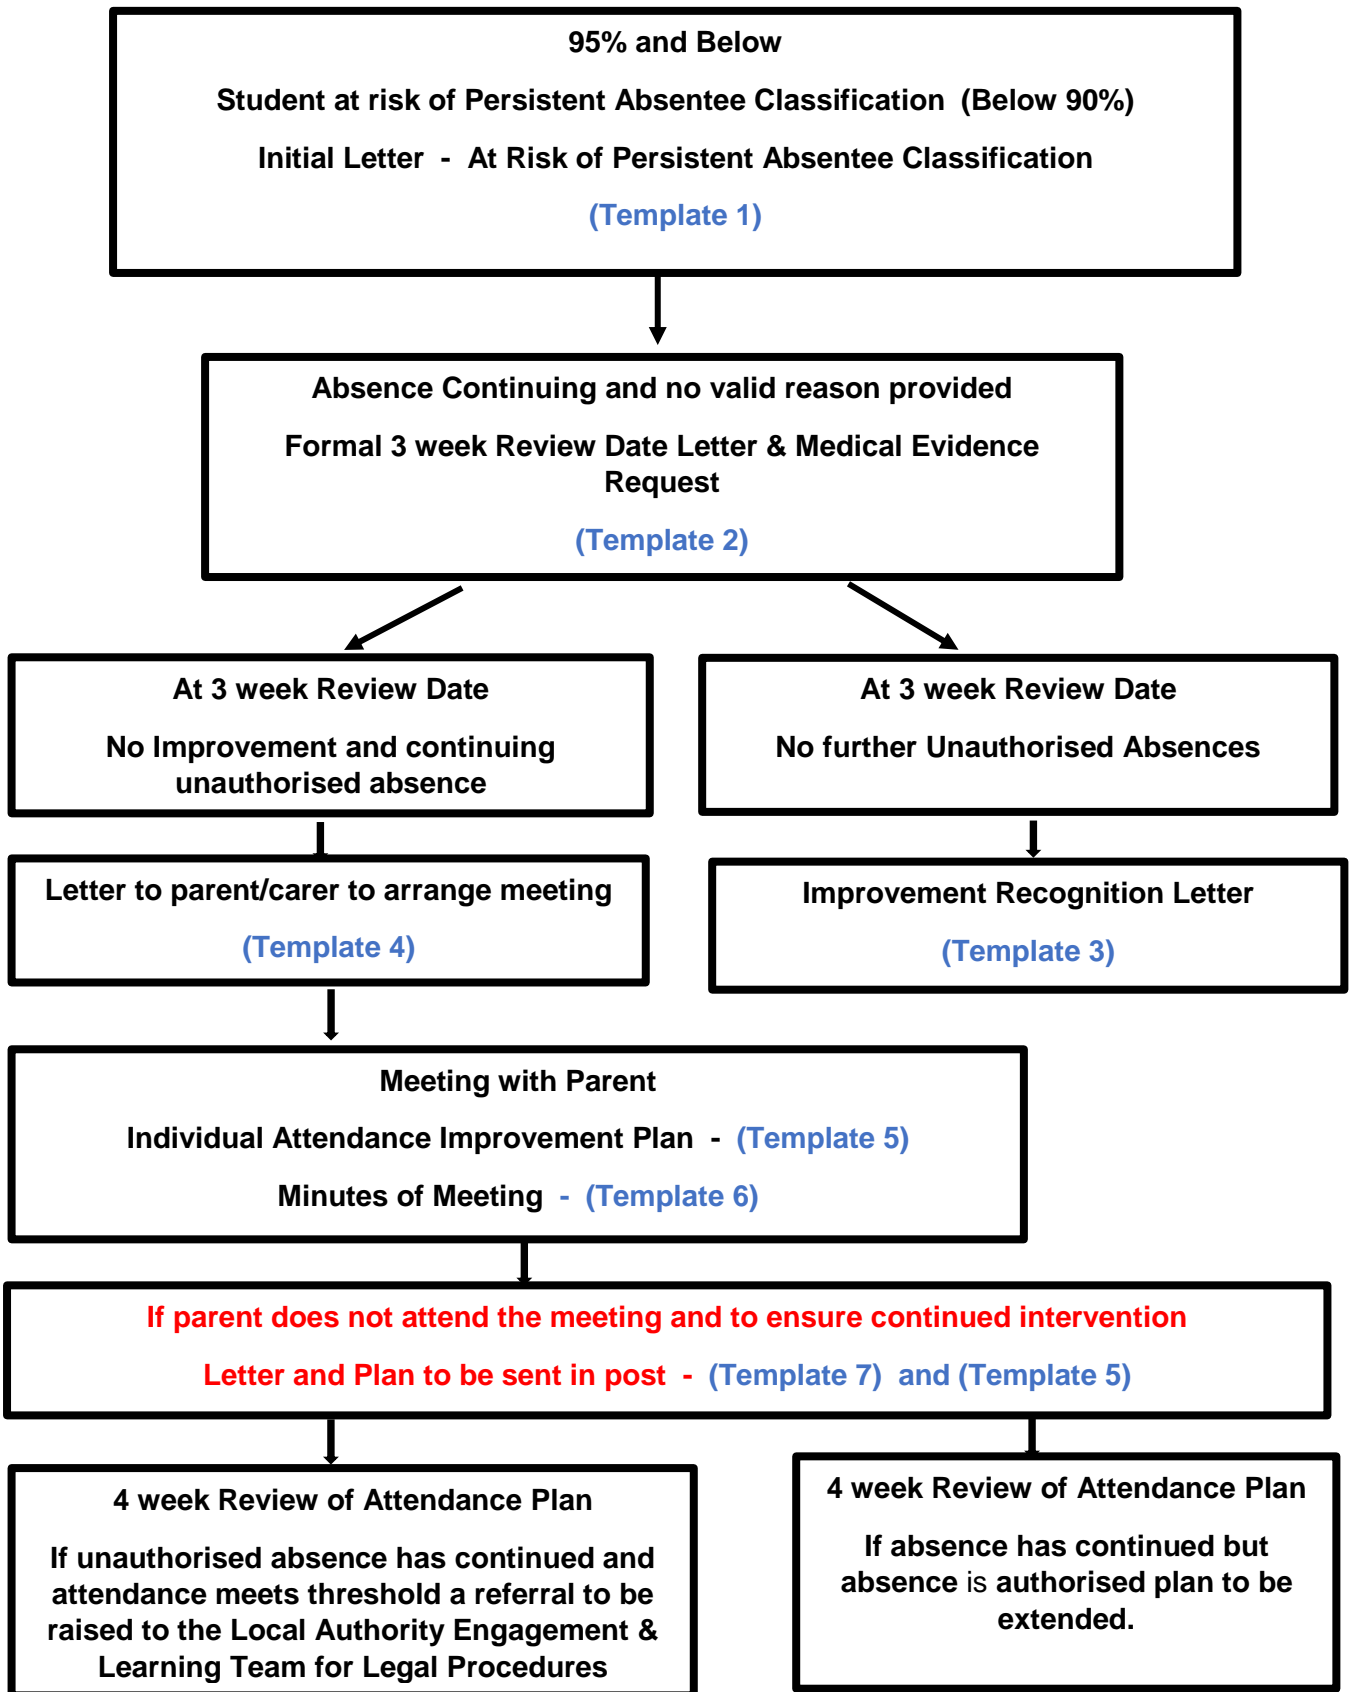 95% and Below
Student at risk of Persistent Absentee Classification (Below 90%)
Initial Letter - At Risk of Persistent Absentee Classification
(Template 1)
Absence Continuing and no valid reason provided
Formal 3 week Review Date Letter & Medical Evidence
Request
(Template 2)
At 3 week Review Date
No Improvement and continuing
unauthorised absence
At 3 week Review Date
No further Unauthorised Absences
Letter to parent/carer to arrange meeting
(Template 4)
Improvement Recognition Letter
(Template 3)
Meeting with Parent
Individual Attendance Improvement Plan - (Template 5)
Minutes of Meeting - (Template 6)
If parent does not attend the meeting and to ensure continued intervention
Letter and Plan to be sent in post - (Template 7) and (Template 5)
4 week Review of Attendance Plan
If unauthorised absence has continued and
attendance meets threshold a referral to be
raised to the Local Authority Engagement &
Learning Team for Legal Procedures
4 week Review of Attendance Plan
If absence has continued but
absence is authorised plan to be
extended.